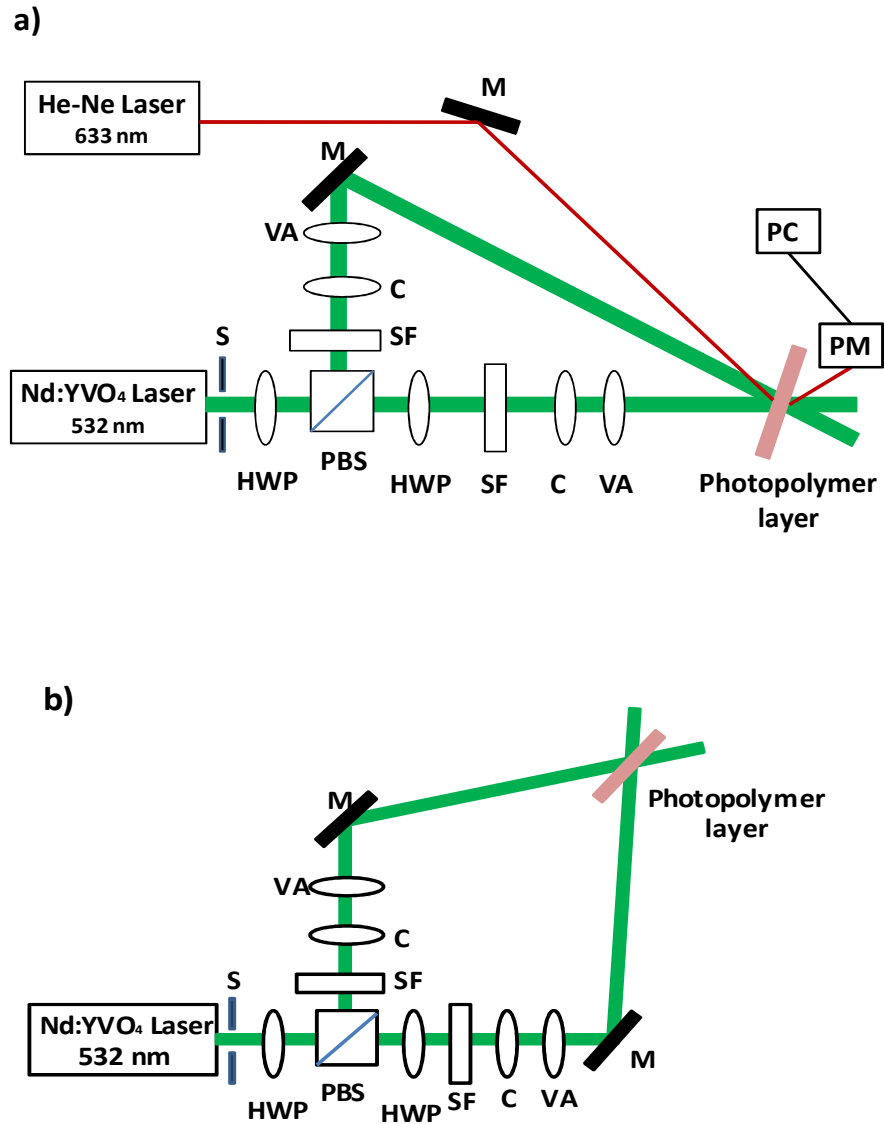 a)
He-Ne Laser
633 nm
M
M
VA
C
SF
PC
PM
S
Nd:YVO₄ Laser
532 nm
HWP
PBS
HWP
SF
C
VA
Photopolymer
layer
b)
M
Photopolymer
layer
VA
C
SF
S
Nd:YVO₄ Laser
532 nm
HWP
PBS
HWP
SF
C
VA
M